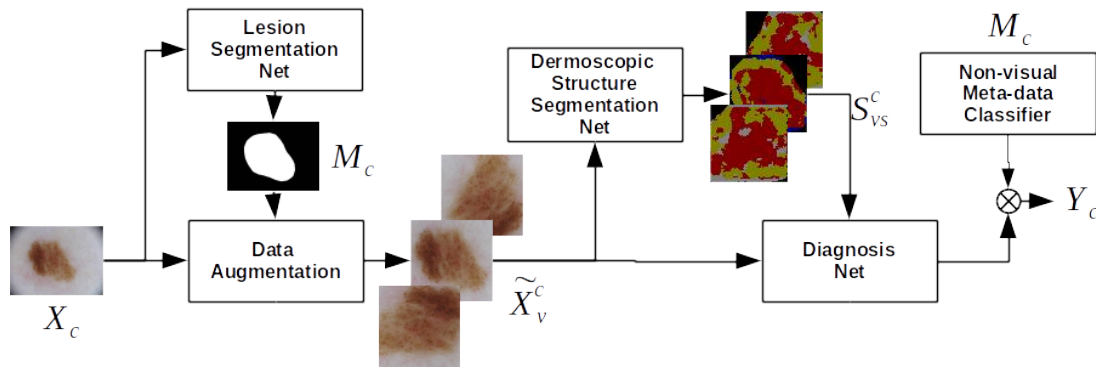 Lesion
Segmentation
Net
M_c
X_c
Data
Augmentation
X̃_v^c
Dermoscopic
Structure
Segmentation
Net
S_vs^c
Diagnosis
Net
M_c
Non-visual
Meta-data
Classifier
Y_c